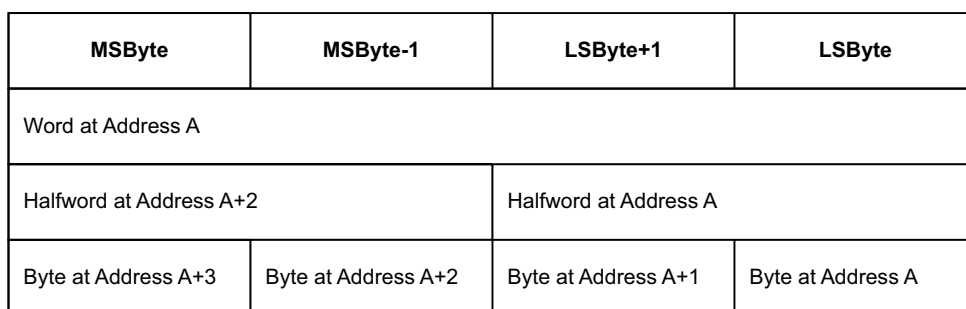 MSByte MSByte-1 LSByte+1 LSByte
Word at Address A
Halfword at Address A+2 Halfword at Address A
Byte at Address A+3 Byte at Address A+2 Byte at Address A+1 Byte at Address A